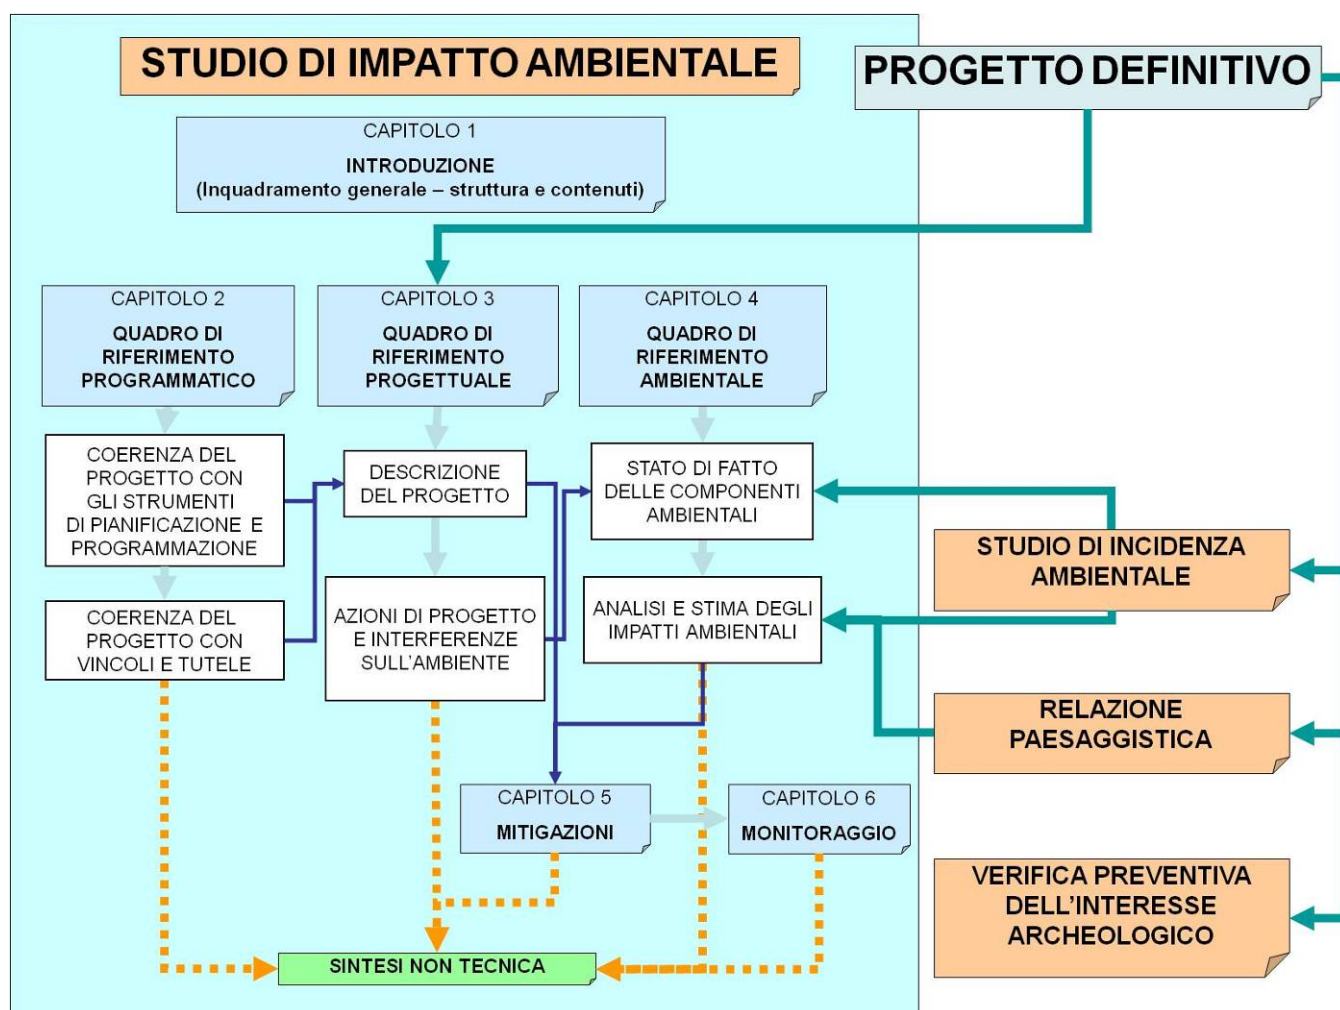 STUDIO DI IMPATTO AMBIENTALE
PROGETTO DEFINITIVO
CAPITOLO 1
INTRODUZIONE
(Inquadramento generale – struttura e contenuti)
CAPITOLO 2
QUADRO DI
RIFERIMENTO
PROGRAMMATICO
CAPITOLO 3
QUADRO DI
RIFERIMENTO
PROGETTUALE
CAPITOLO 4
QUADRO DI
RIFERIMENTO
AMBIENTALE
COERENZA DEL
PROGETTO CON
GLI STRUMENTI
DI PIANIFICAZIONE E
PROGRAMMAZIONE
DESCRIZIONE
DEL PROGETTO
STATO DI FATTO
DELLE COMPONENTI
AMBIENTALI
STUDIO DI INCIDENZA
AMBIENTALE
COERENZA DEL
PROGETTO CON
VINCOLI E TUTELE
AZIONI DI PROGETTO
E INTERFERENZE
SULL'AMBIENTE
ANALISI E STIMA DEGLI
IMPATTI AMBIENTALI
RELAZIONE
PAESAGGISTICA
CAPITOLO 5
MITIGAZIONI
CAPITOLO 6
MONITORAGGIO
VERIFICA PREVENTIVA
DELL'INTERESSE
ARCHEOLOGICO
SINTESI NON TECNICA